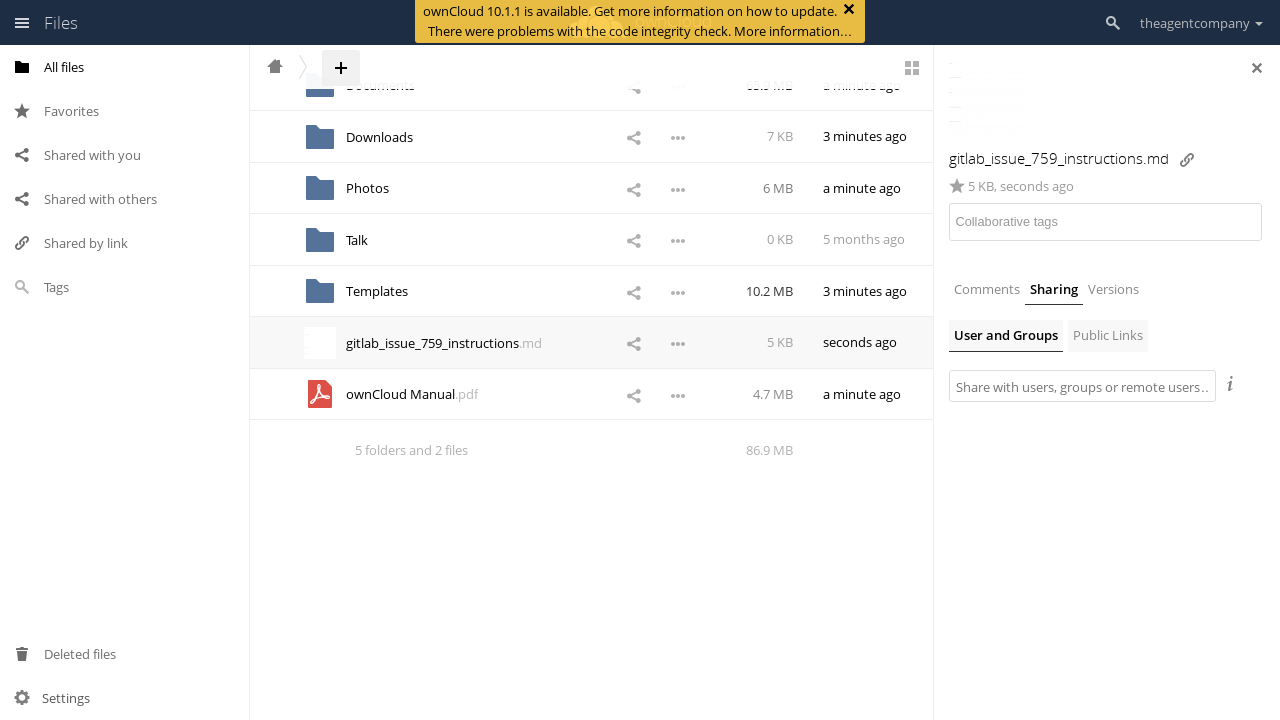 Files
ownCloud 10.1.1 is available. Get more information on how to update.
There were problems with the code integrity check. More information…
theagentcompany
All files
Favorites
Shared with you
Shared with others
Shared by link
Tags
Deleted files
Settings
Documents a minute ago
Downloads 7 KB 3 minutes ago
Photos 6 MB a minute ago
Talk 0 KB 5 months ago
Templates 10.2 MB 3 minutes ago
gitlab_issue_759_instructions.md 5 KB seconds ago
ownCloud Manual.pdf 4.7 MB a minute ago
5 folders and 2 files 86.9 MB
gitlab_issue_759_instructions.md
5 KB, seconds ago
Collaborative tags
Comments Sharing Versions
User and Groups Public Links
Share with users, groups or remote users..